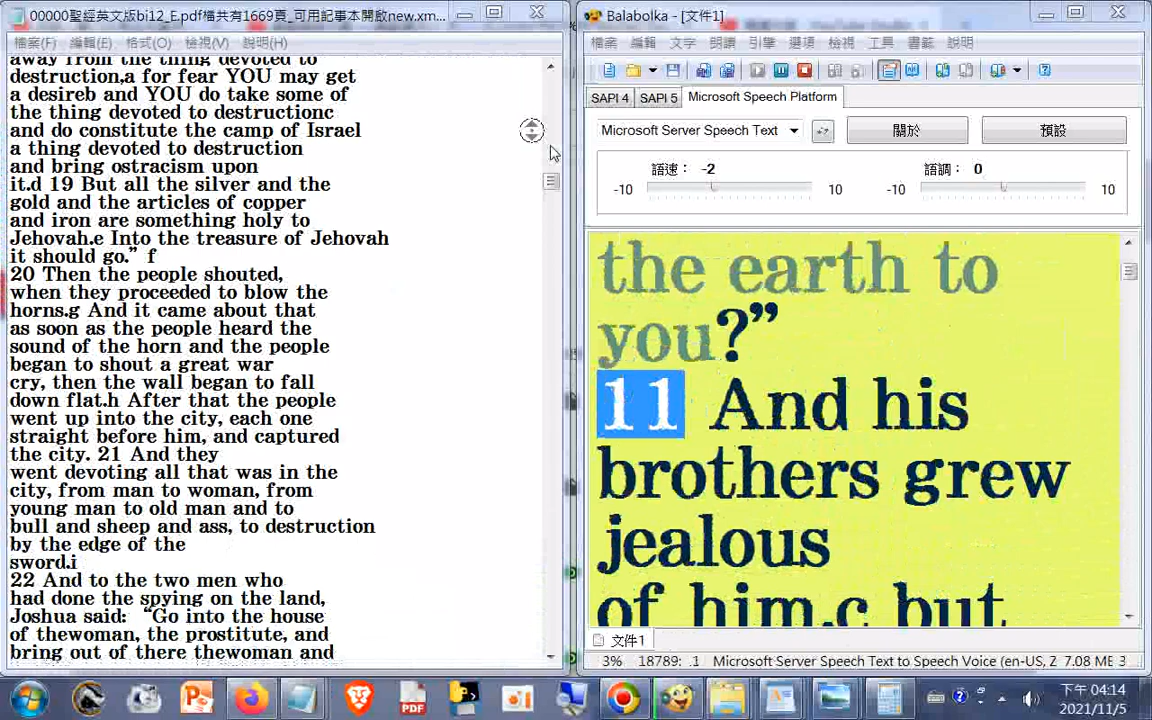 00000聖經英文版bi12_E.pdf檔共有1669頁_可用記事本開啟new.xm...
檔案(F) 編輯(E) 格式(O) 檢視(V) 說明(H)
away from the thing devoted to
destruction,a for fear YOU may get
a desireb and YOU do take some of
the thing devoted to destructionc
and do constitute the camp of Israel
a thing devoted to destruction
and bring ostracism upon
it.d 19 But all the silver and the
gold and the articles of copper
and iron are something holy to
Jehovah.e Into the treasure of Jehovah
it should go.” f
20 Then the people shouted,
when they proceeded to blow the
horns.g And it came about that
as soon as the people heard the
sound of the horn and the people
began to shout a great war
cry, then the wall began to fall
down flat.h After that the people
went up into the city, each one
straight before him, and captured
the city. 21 And they
went devoting all that was in the
city, from man to woman, from
young man to old man and to
bull and sheep and ass, to destruction
by the edge of the
sword.i
22 And to the two men who
had done the spying on the land,
Joshua said: “Go into the house
of thewoman, the prostitute, and
bring out of there thewoman and
Balabolka - [文件1]
檔案 編輯 文字 朗讀 引擎 選項 檢視 工具 書籤 說明
SAPI 4 SAPI 5 Microsoft Speech Platform
Microsoft Server Speech Text 關於 預設
語速： -2 語調： 0
-10 10 -10 10
the earth to
you?”
11 And his
brothers grew
jealous
of him,c but
文件1
3% 18789: .1 Microsoft Server Speech Text to Speech Voice (en-US, 2 7.08 ME 3
PDF
下午 04:14
2021/11/5